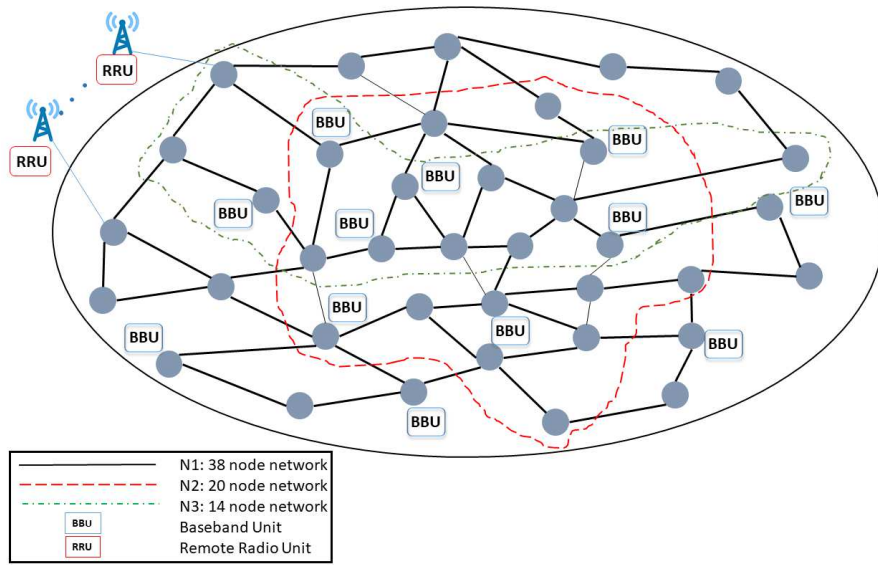 RRU
RRU
BBU
BBU
BBU
BBU
BBU
BBU
BBU
BBU
BBU
BBU
BBU
BBU
N1: 38 node network
N2: 20 node network
N3: 14 node network
BBU Baseband Unit
RRU Remote Radio Unit